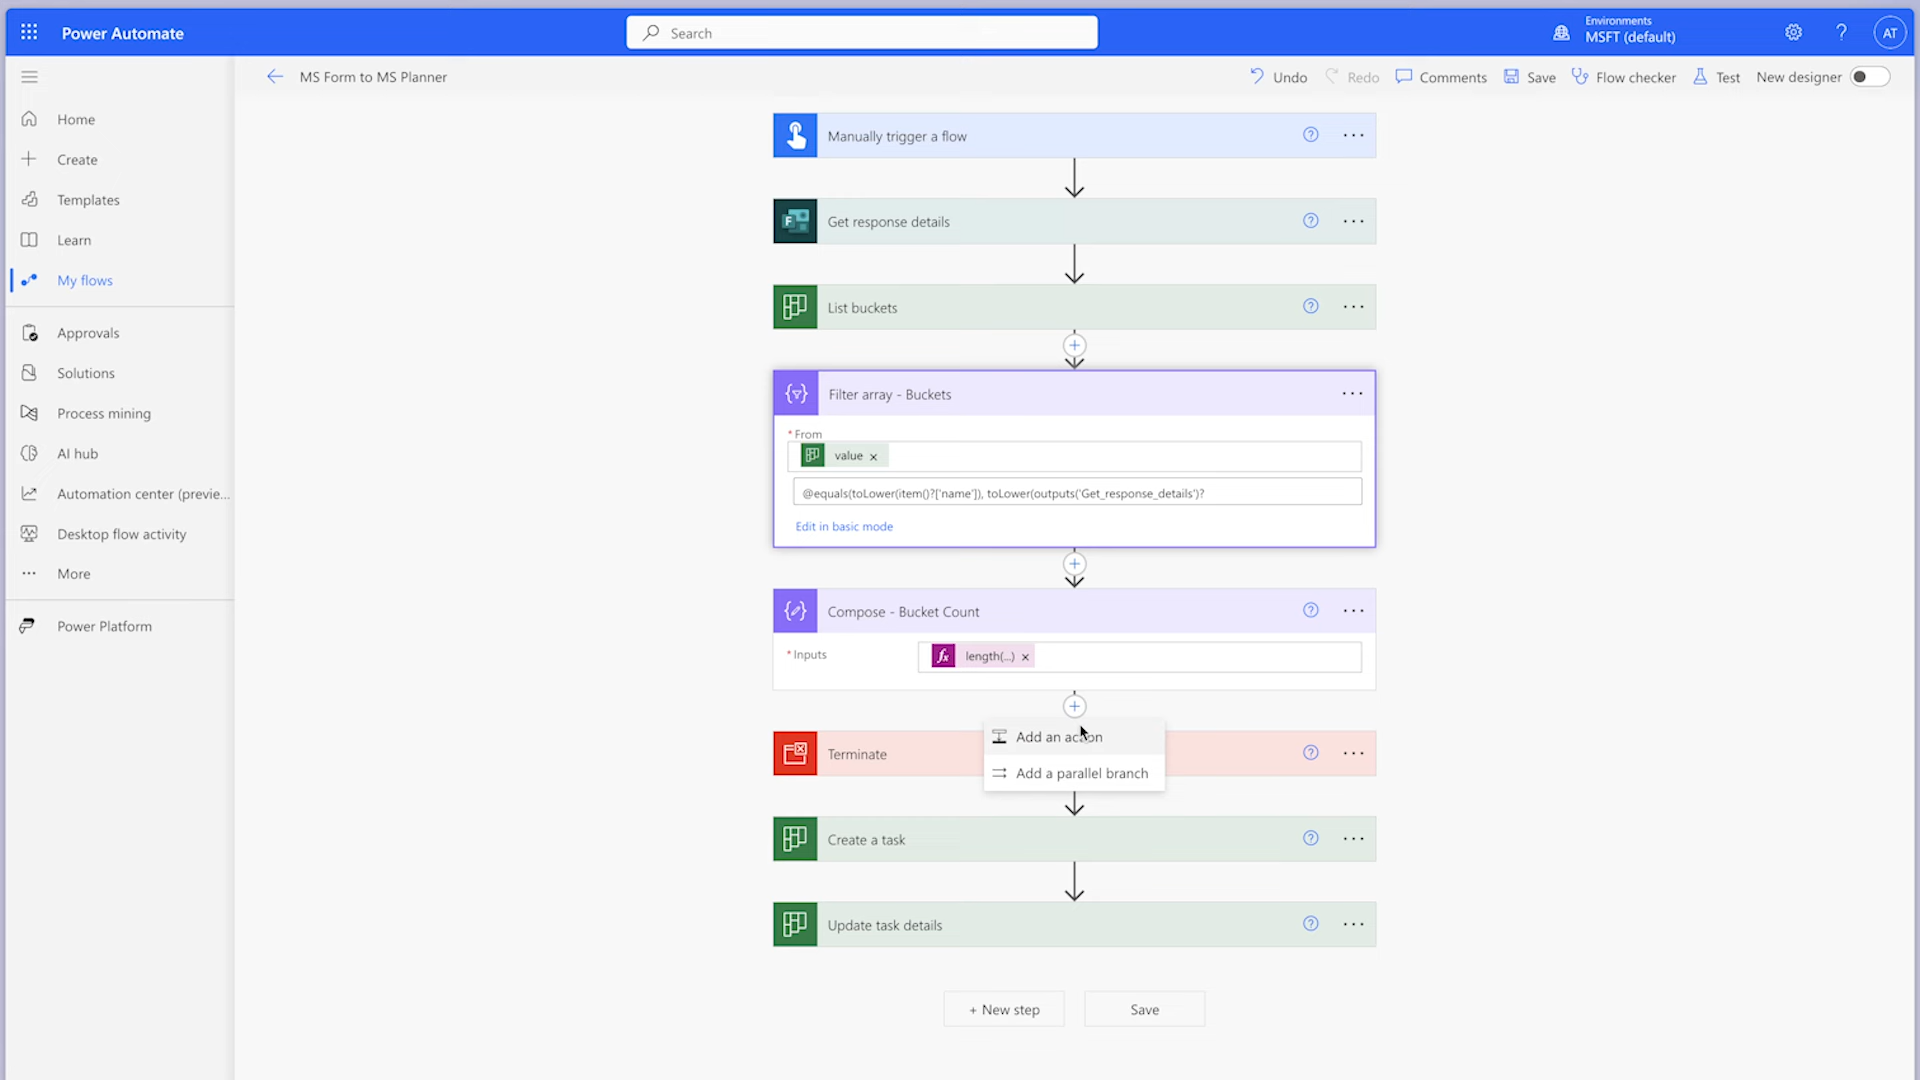 Power Automate
Search
Environments
MSFT (default)
AT
MS Form to MS Planner
Undo
Redo
Comments
Save
Flow checker
Test
New designer
Home
Create
Templates
Learn
My flows
Approvals
Solutions
Process mining
AI hub
Automation center (previe...
Desktop flow activity
More
Power Platform
Manually trigger a flow
Get response details
List buckets
Filter array - Buckets
* From
value
@equals(toLower(item()?['name']), toLower(outputs('Get_response_details')?
Edit in basic mode
Compose - Bucket Count
* Inputs
length(...)
Add an action
Add a parallel branch
Terminate
Create a task
Update task details
+ New step
Save